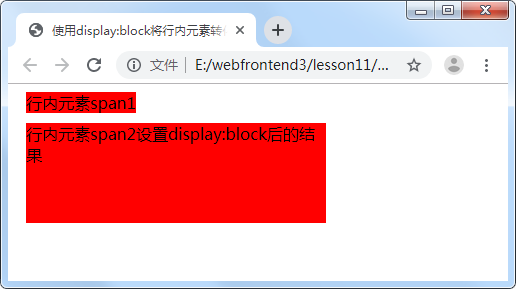 使用display:block将行内元素转
文件 E:/webfrontend3/lesson11/...
行内元素span1
行内元素span2设置display:block后的结
果